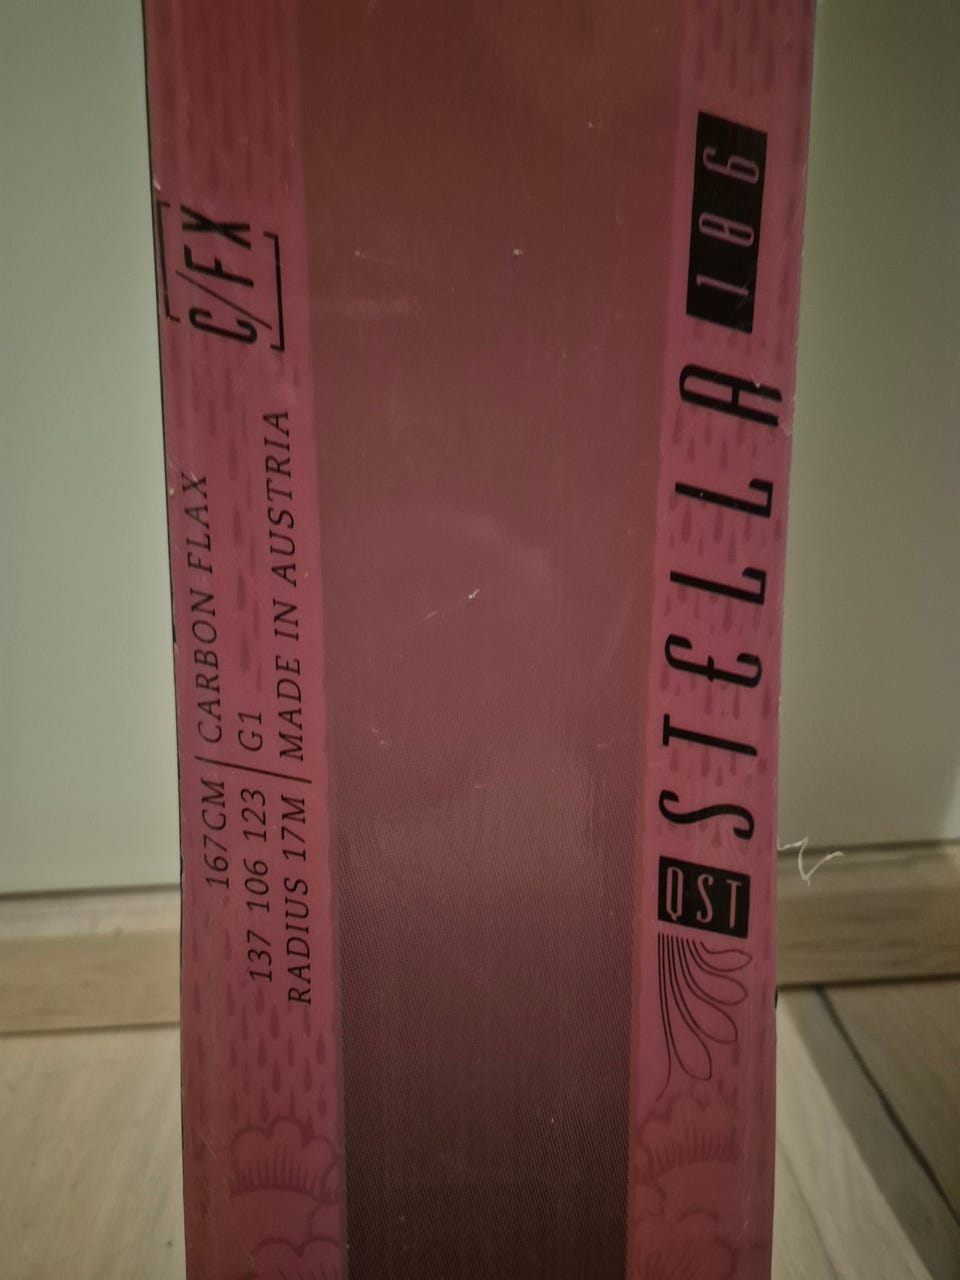 C/FX
167CM | CARBON FLAX
137 106 123 | G1
RADIUS 17M | MADE IN AUSTRIA
QST STELLA 106